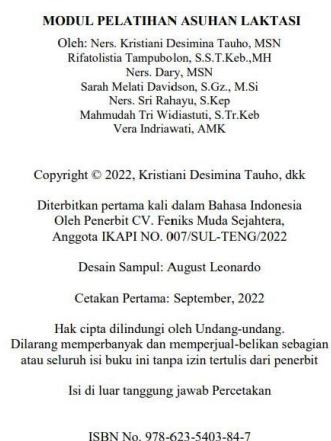 MODUL PELATIHAN ASUHAN LAKTASI
Oleh: Ners. Kristiani Desimina Tauho, MSN
Rifatolistia Tampubolon, S.S.T.Keb.,MH
Ners. Dary, MSN
Sarah Melati Davidson, S.Gz., M.Si
Ners. Sri Rahayu, S.Kep
Mahmudah Tri Widiastuti, S.Tr.Keb
Vera Indriawati, AMK
Copyright © 2022, Kristiani Desimina Tauho, dkk
Diterbitkan pertama kali dalam Bahasa Indonesia
Oleh Penerbit CV. Feniks Muda Sejahtera,
Anggota IKAPI NO. 007/SUL-TENG/2022
Desain Sampul: August Leonardo
Cetakan Pertama: September, 2022
Hak cipta dilindungi oleh Undang-undang.
Dilarang memperbanyak dan memperjual-belikan sebagian
atau seluruh isi buku ini tanpa izin tertulis dari penerbit
Isi di luar tanggung jawab Percetakan
ISBN No. 978-623-5403-84-7